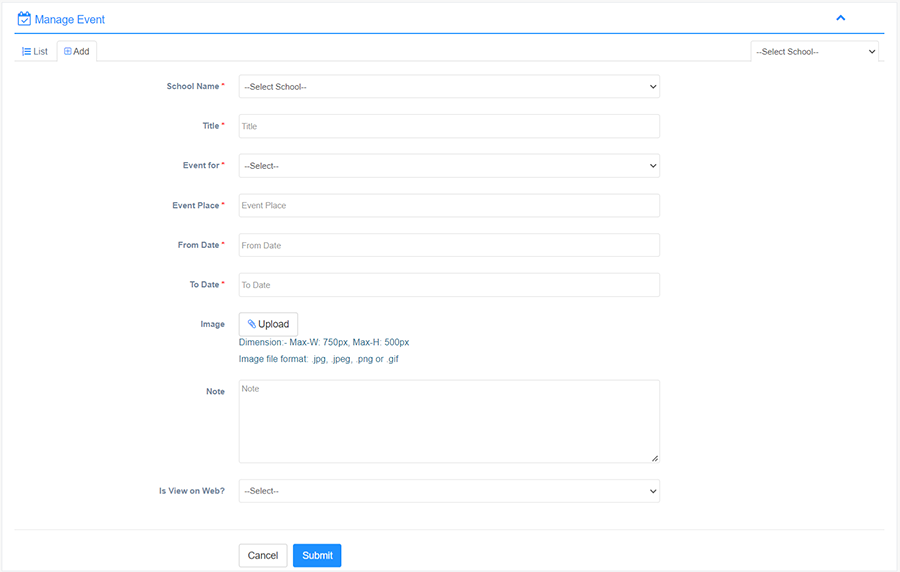 Manage Event
List Add --Select School--
School Name * --Select School--
Title * Title
Event for * --Select--
Event Place * Event Place
From Date * From Date
To Date * To Date
Image Upload
Dimension:- Max-W: 750px, Max-H: 500px
Image file format: .jpg, .jpeg, .png or .gif
Note Note
Is View on Web? --Select--
Cancel Submit